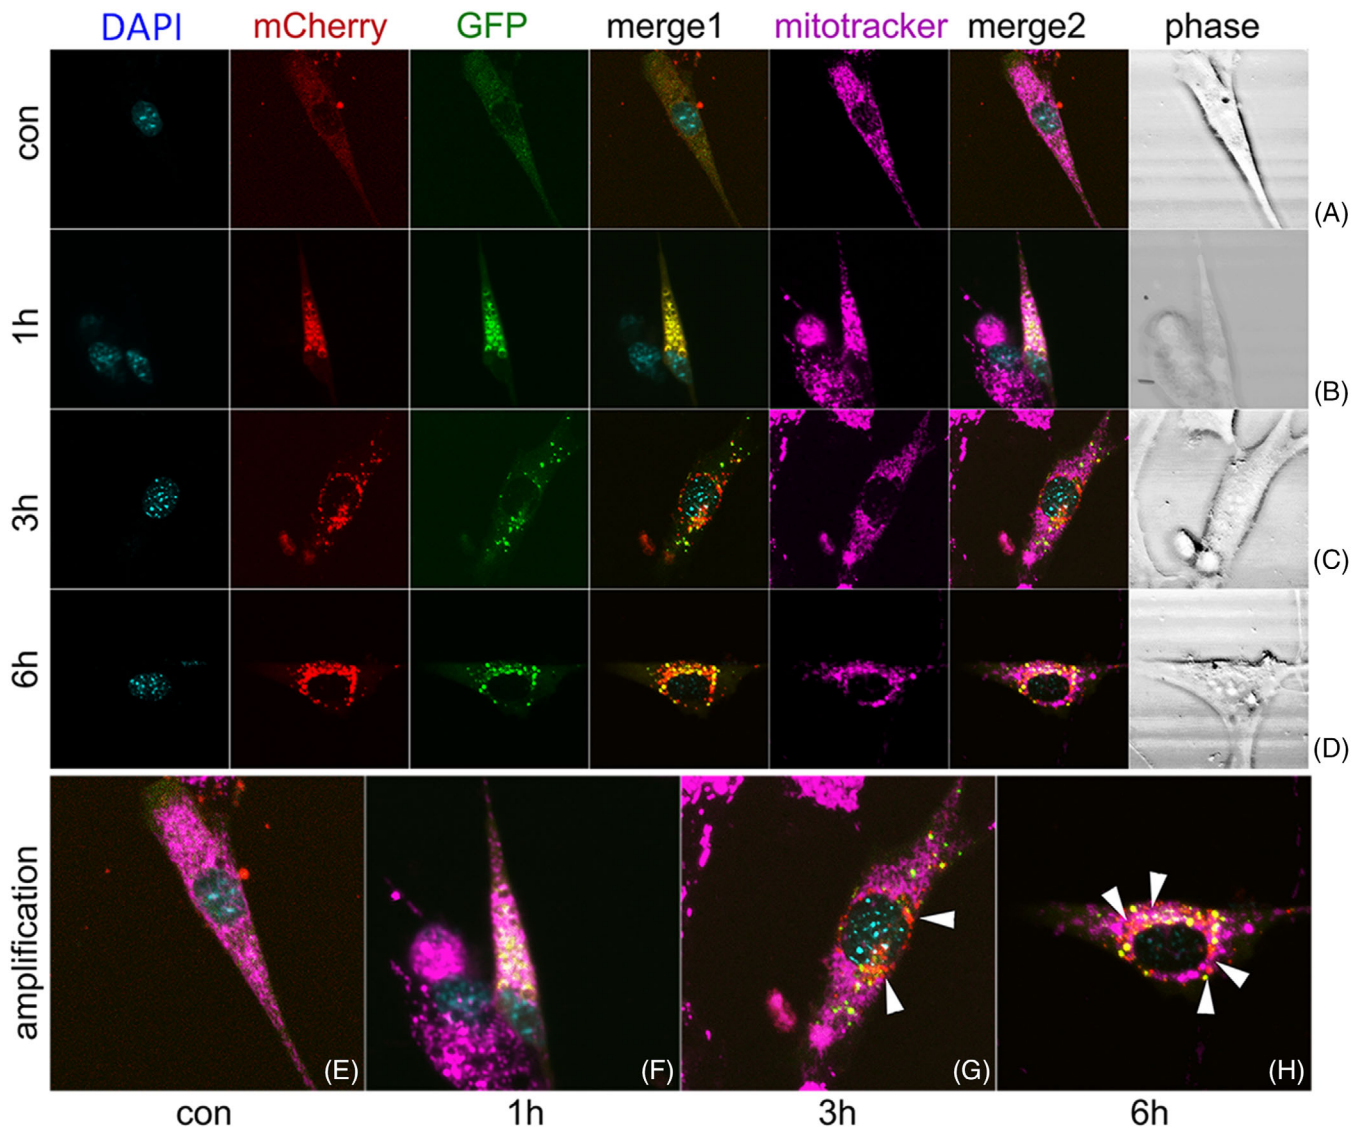 DAPI mCherry GFP merge1 mitotracker merge2 phase
con (A)
1h (B)
3h (C)
6h (D)
amplification (E) (F) (G) (H)
con 1h 3h 6h